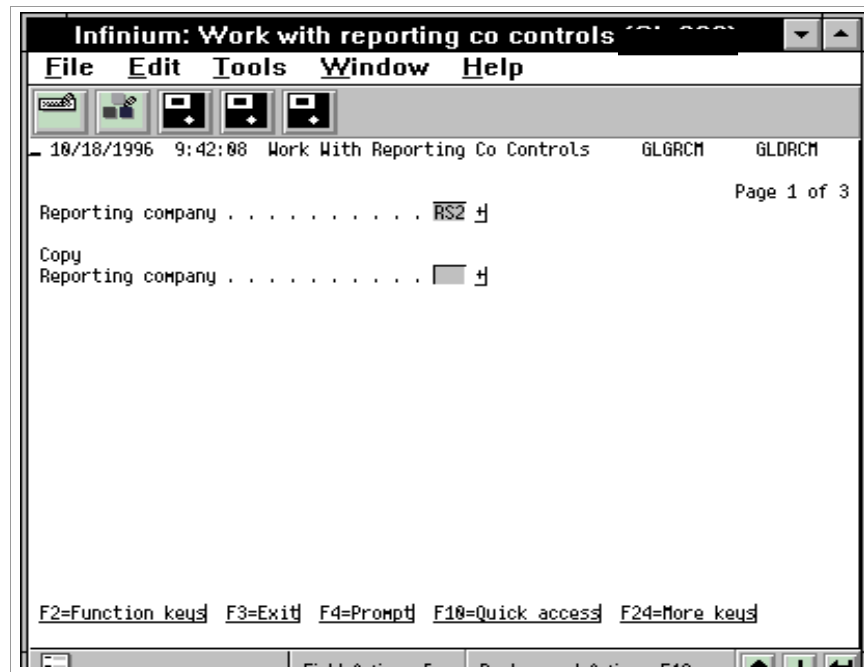 Infinium: Work with reporting co controls
File Edit Tools Window Help
10/18/1996 9:42:08 Work With Reporting Co Controls GLGRCM GLDRCM
Page 1 of 3
Reporting company . . . . . . . . . . RS2 +
Copy
Reporting company . . . . . . . . . . +
F2=Function keys F3=Exit F4=Prompt F10=Quick access F24=More keys